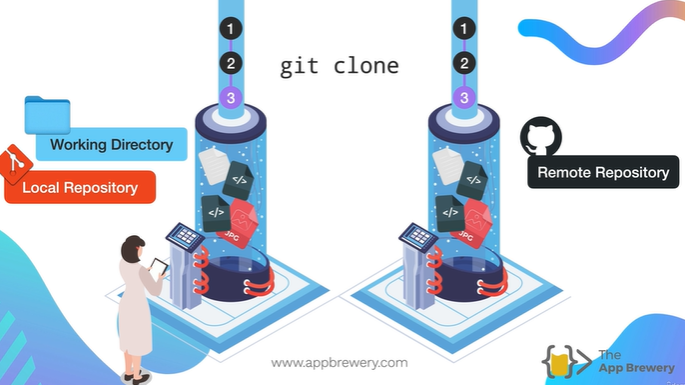 1
2
3
git clone
1
2
3
Working Directory
Local Repository
Remote Repository
</>
</>
JPG
</>
</>
JPG
www.appbrewery.com
The
App Brewery